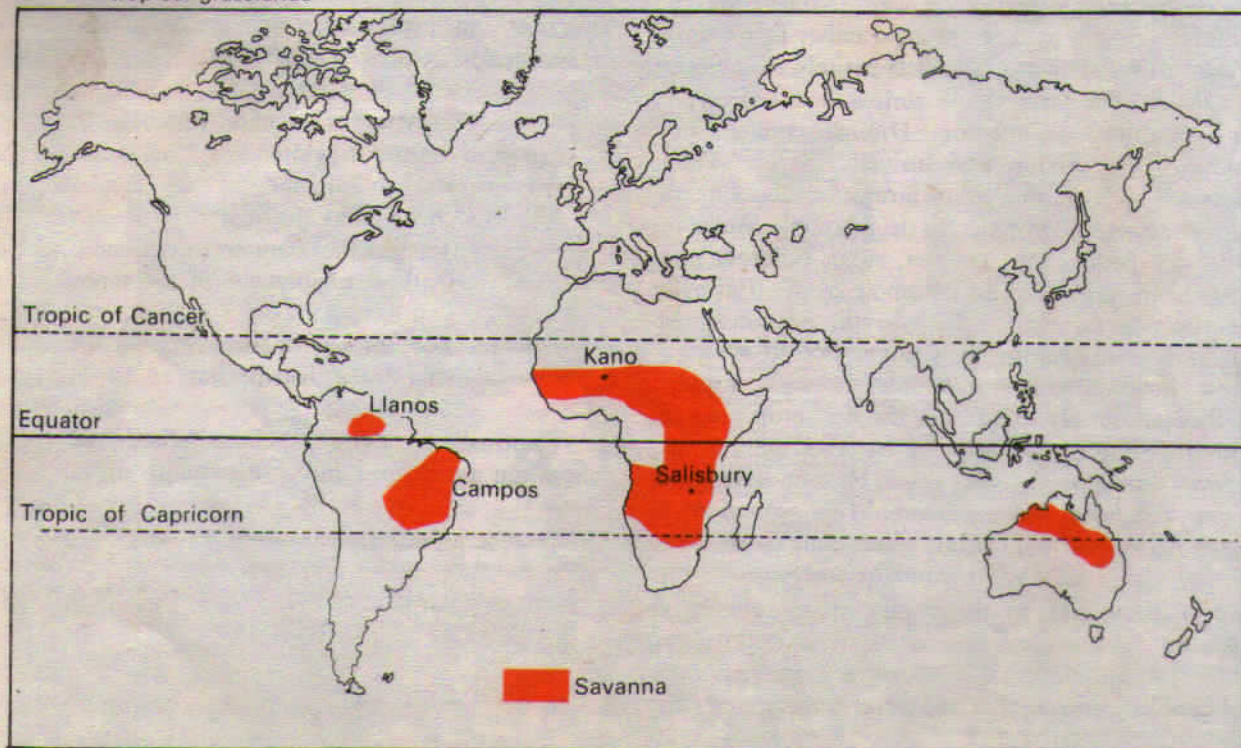 Tropic of Cancer
Kano
Llanos
Equator
Salisbury
Campos
Tropic of Capricorn
Savanna